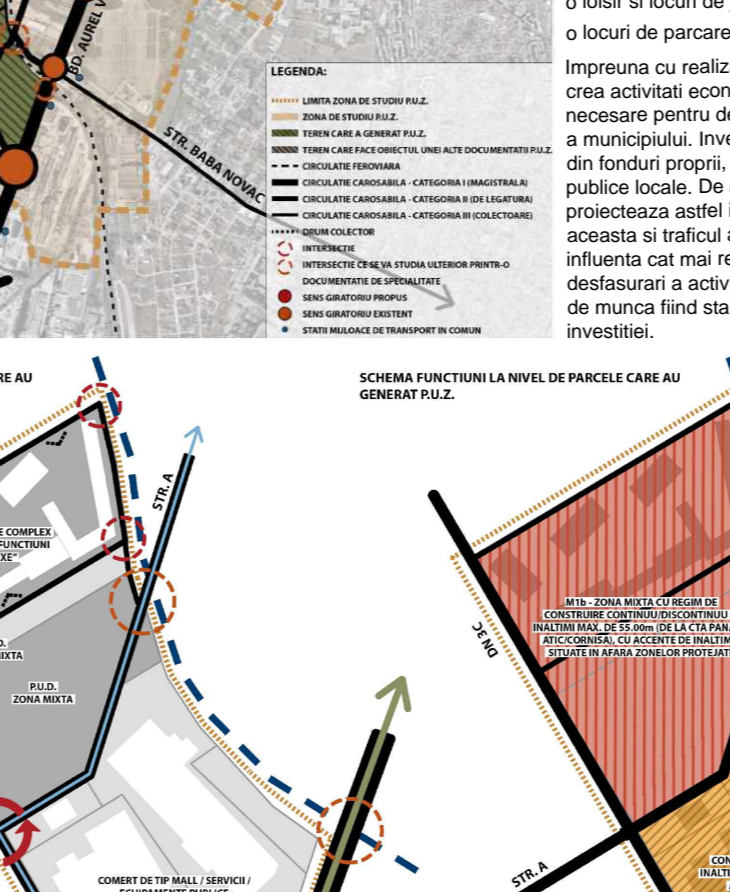 BD. AUREL V
STR. BABA NOVAC
LEGENDA:
LIMITA ZONA DE STUDIU P.U.Z.
ZONA DE STUDIU P.U.Z.
TEREN CARE A GENERAT P.U.Z.
TEREN CARE FACE OBIECTUL UNEI ALTE DOCUMENTATII P.U.Z.
CIRCULATIE FEROVIARA
CIRCULATIE CAROSABILA - CATEGORIA I (MAGISTRALA)
CIRCULATIE CAROSABILA - CATEGORIA II (DE LEGATURA)
CIRCULATIE CAROSABILA - CATEGORIA III (COLECTOARE)
DRUM COLECTOR
INTERSECTIE
INTERSECTIE CE SE VA STUDIA ULTERIOR PRINTR-O
DOCUMENTATIE DE SPECIALITATE
SENS GIRATORIU PROPUS
SENS GIRATORIU EXISTENT
STATII MIJLOACE DE TRANSPORT IN COMUN
o loisir si locuri de
o locuri de parcare
Impreuna cu realiz
crea activitati econ
necesare pentru de
a municipiului. Inve
din fonduri proprii,
publice locale. De
proiecteaza astfel i
aceasta si traficul a
influenta cat mai re
desfasurari a activ
de munca fiind sta
investitiei.
RE AU
STR. A
E COMPLEX
FUNCTIUNI
XE"
D.
MIXTA
P.U.D.
ZONA MIXTA
COMERT DE TIP MALL / SERVICII /
ECHIPAMENTE PUBLICE
SCHEMA FUNCTIUNI LA NIVEL DE PARCELE CARE AU
GENERAT P.U.Z.
DN 3C
M1b - ZONA MIXTA CU REGIM DE
CONSTRUIRE CONTINUU/DISCONTINUU
INALTIMI MAX. DE 55.00m (DE LA CTA PANA
ATIC/CORNISA), CU ACCENTE DE INALTIM
SITUATE IN AFARA ZONELOR PROTEJAT
STR. A
CON
INALTI